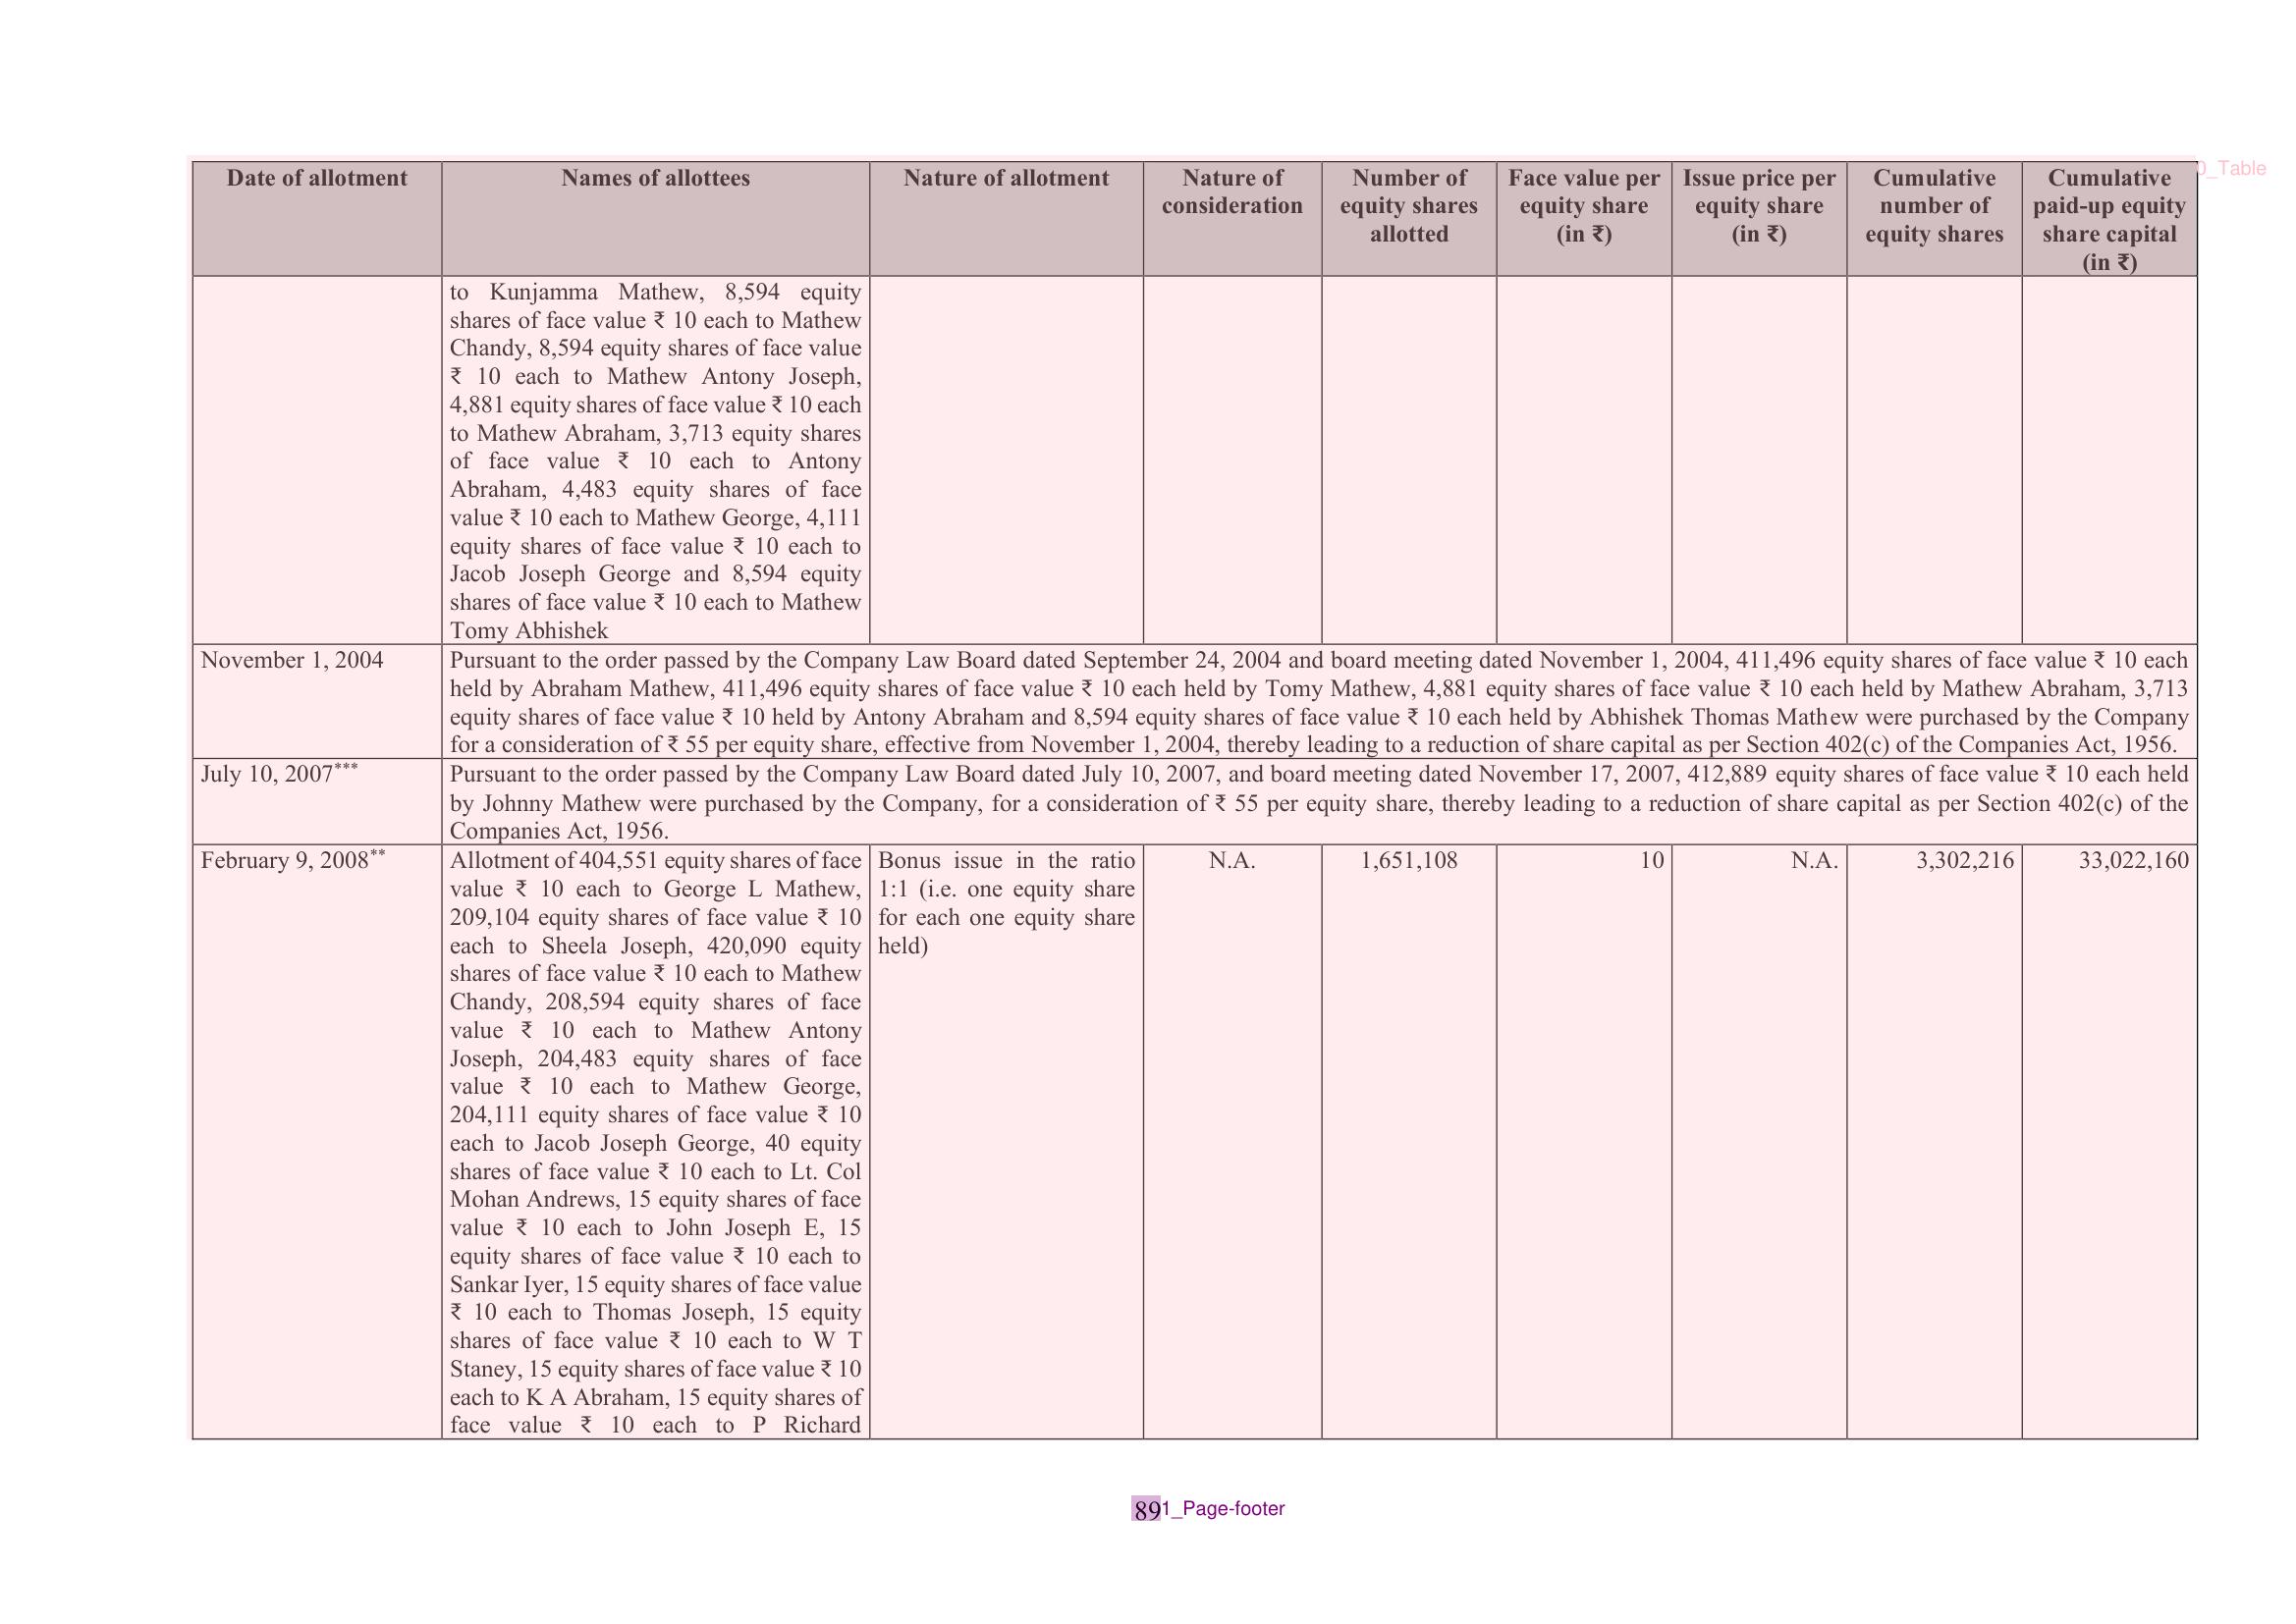 Date of allotment
Names of allottees
Nature of allotment
Nature of
consideration
Number of
equity shares
allotted
Face value per
equity share
(in ₹)
Issue price per
equity share
(in ₹)
Cumulative
number of
equity shares
Cumulative
paid-up equity
share capital
(in ₹)
0_Table
to Kunjamma Mathew, 8,594 equity
shares of face value ₹ 10 each to Mathew
Chandy, 8,594 equity shares of face value
₹ 10 each to Mathew Antony Joseph,
4,881 equity shares of face value ₹ 10 each
to Mathew Abraham, 3,713 equity shares
of face value ₹ 10 each to Antony
Abraham, 4,483 equity shares of face
value ₹ 10 each to Mathew George, 4,111
equity shares of face value ₹ 10 each to
Jacob Joseph George and 8,594 equity
shares of face value ₹ 10 each to Mathew
Tomy Abhishek
November 1, 2004
Pursuant to the order passed by the Company Law Board dated September 24, 2004 and board meeting dated November 1, 2004, 411,496 equity shares of face value ₹ 10 each
held by Abraham Mathew, 411,496 equity shares of face value ₹ 10 each held by Tomy Mathew, 4,881 equity shares of face value ₹ 10 each held by Mathew Abraham, 3,713
equity shares of face value ₹ 10 held by Antony Abraham and 8,594 equity shares of face value ₹ 10 each held by Abhishek Thomas Mathew were purchased by the Company
for a consideration of ₹ 55 per equity share, effective from November 1, 2004, thereby leading to a reduction of share capital as per Section 402(c) of the Companies Act, 1956.
July 10, 2007***
Pursuant to the order passed by the Company Law Board dated July 10, 2007, and board meeting dated November 17, 2007, 412,889 equity shares of face value ₹ 10 each held
by Johnny Mathew were purchased by the Company, for a consideration of ₹ 55 per equity share, thereby leading to a reduction of share capital as per Section 402(c) of the
Companies Act, 1956.
February 9, 2008**
Allotment of 404,551 equity shares of face
value ₹ 10 each to George L Mathew,
209,104 equity shares of face value ₹ 10
each to Sheela Joseph, 420,090 equity
shares of face value ₹ 10 each to Mathew
Chandy, 208,594 equity shares of face
value ₹ 10 each to Mathew Antony
Joseph, 204,483 equity shares of face
value ₹ 10 each to Mathew George,
204,111 equity shares of face value ₹ 10
each to Jacob Joseph George, 40 equity
shares of face value ₹ 10 each to Lt. Col
Mohan Andrews, 15 equity shares of face
value ₹ 10 each to John Joseph E, 15
equity shares of face value ₹ 10 each to
Sankar Iyer, 15 equity shares of face value
₹ 10 each to Thomas Joseph, 15 equity
shares of face value ₹ 10 each to W T
Staney, 15 equity shares of face value ₹ 10
each to K A Abraham, 15 equity shares of
face value ₹ 10 each to P Richard
Bonus issue in the ratio
1:1 (i.e. one equity share
for each one equity share
held)
N.A.
1,651,108
10
N.A.
3,302,216
33,022,160
89
1_Page-footer